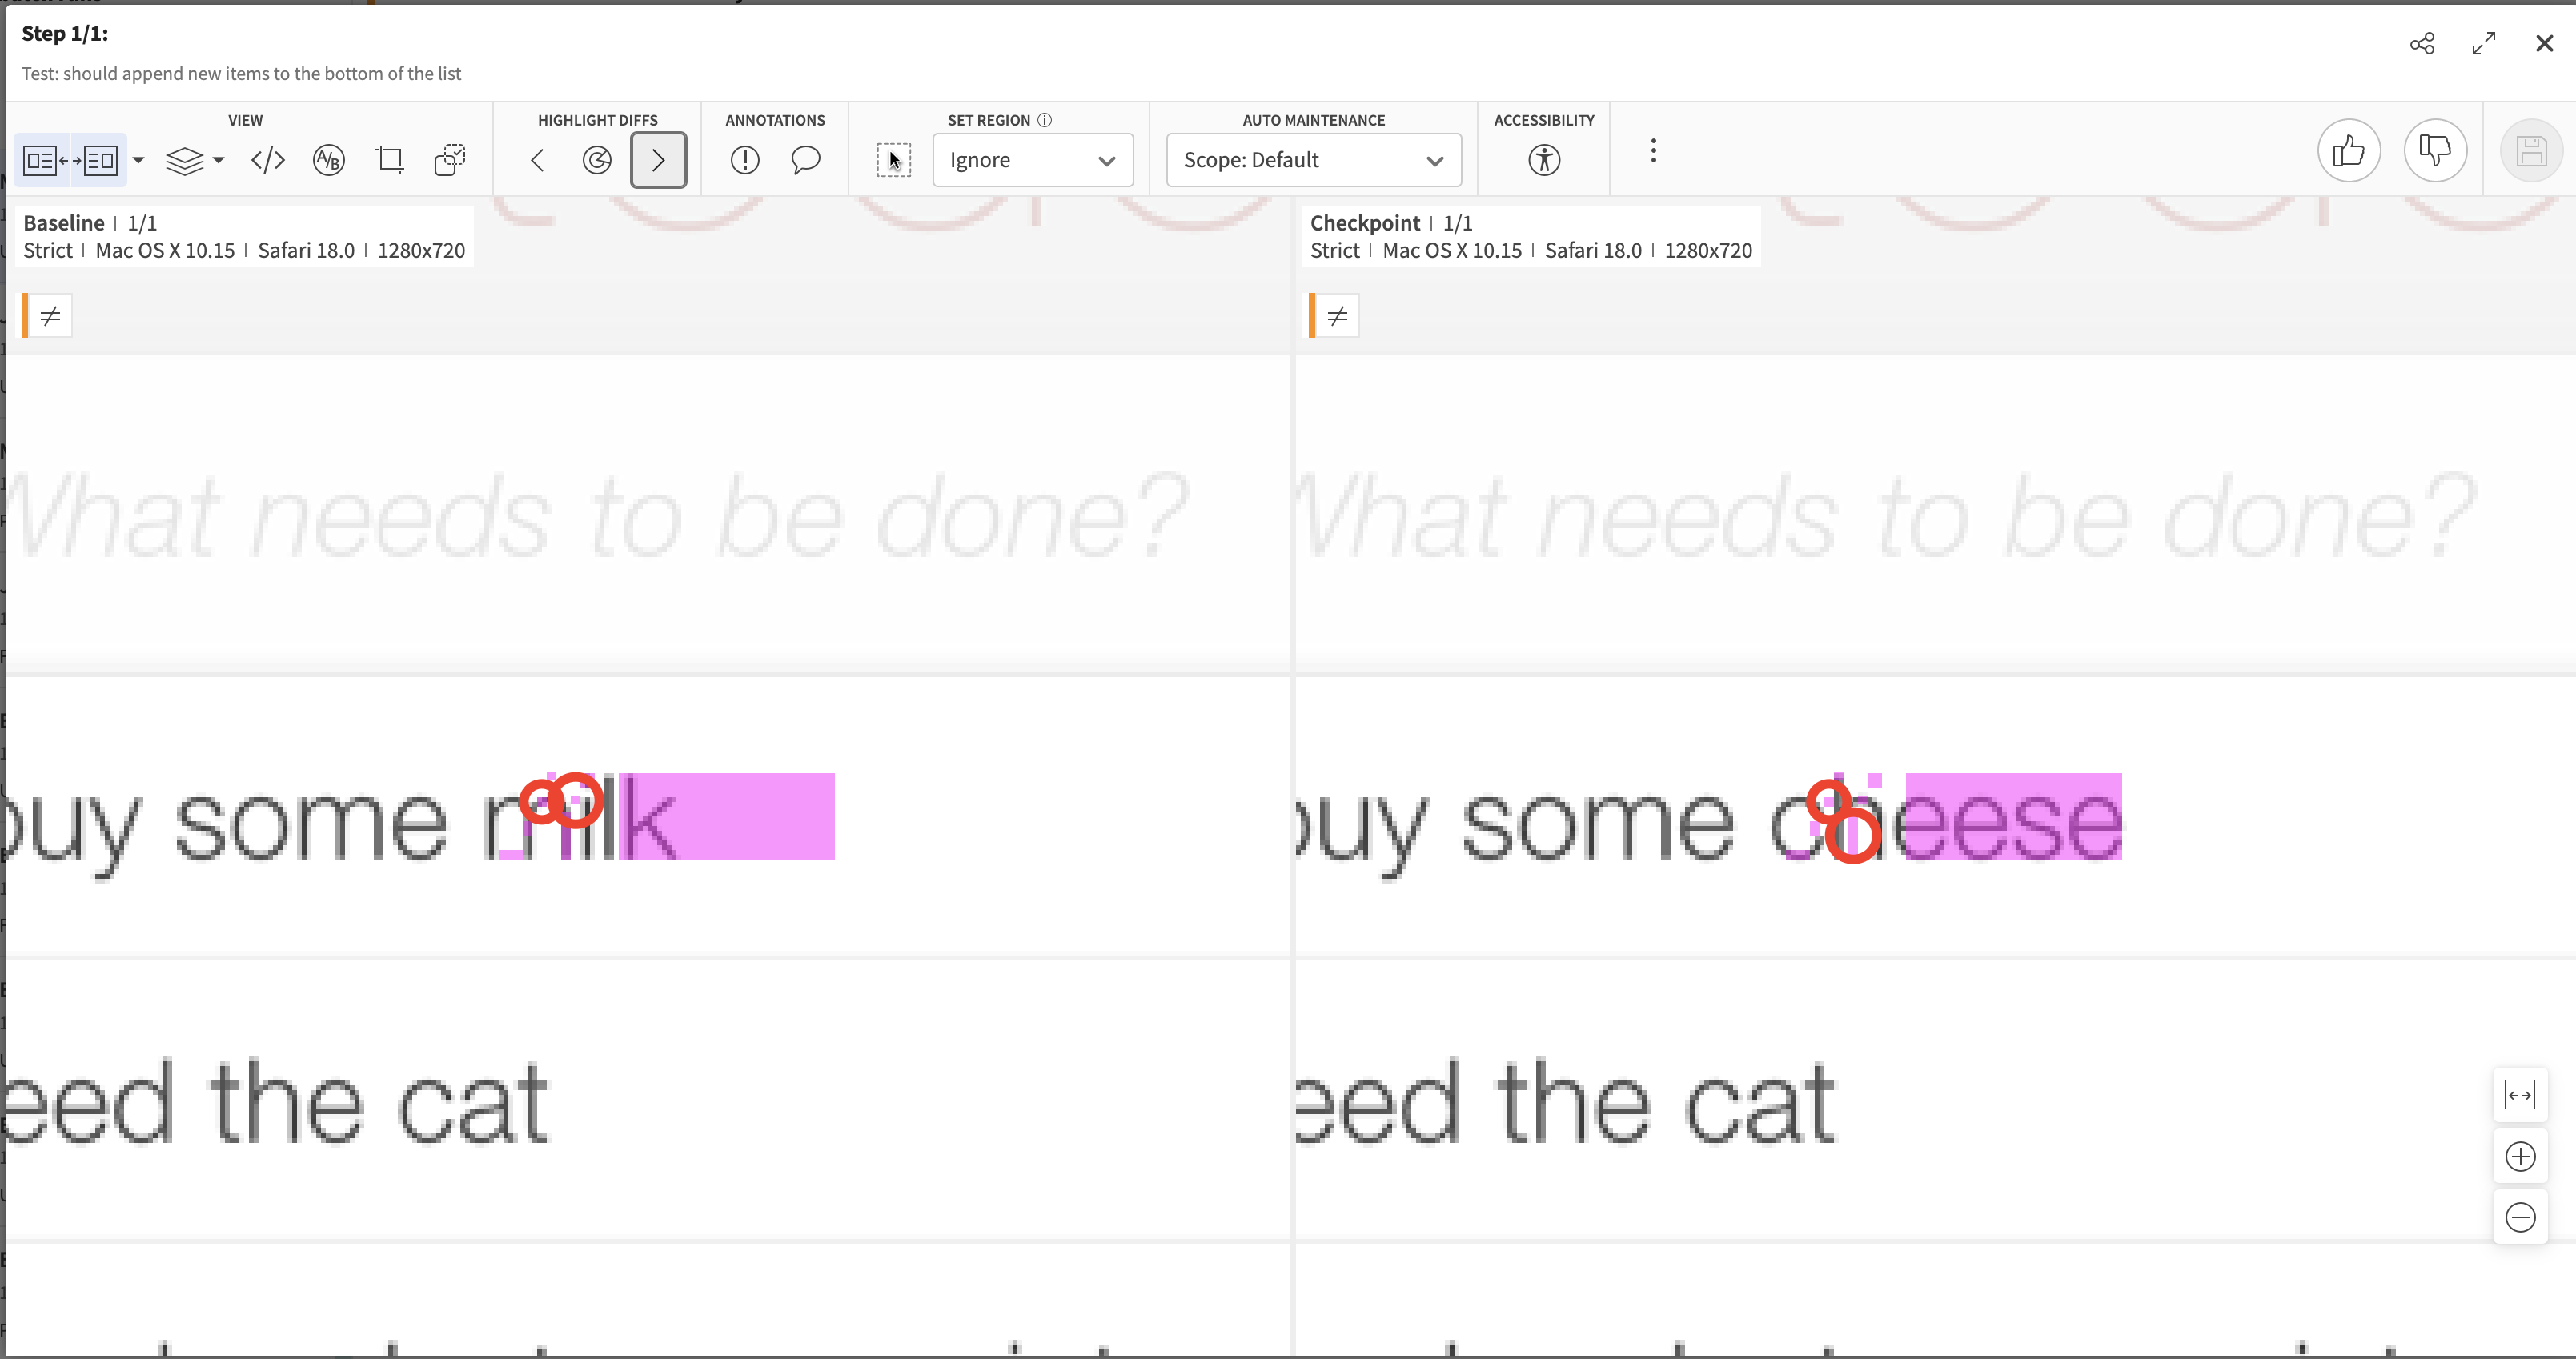 Step 1/1:
Test: should append new items to the bottom of the list
VIEW
HIGHLIGHT DIFFS
ANNOTATIONS
SET REGION
AUTO MAINTENANCE
ACCESSIBILITY
A/B
Ignore
Scope: Default
Baseline | 1/1
Strict | Mac OS X 10.15 | Safari 18.0 | 1280x720
≠
What needs to be done?
buy some milk
eed the cat
Checkpoint | 1/1
Strict | Mac OS X 10.15 | Safari 18.0 | 1280x720
≠
What needs to be done?
buy some cheese
eed the cat